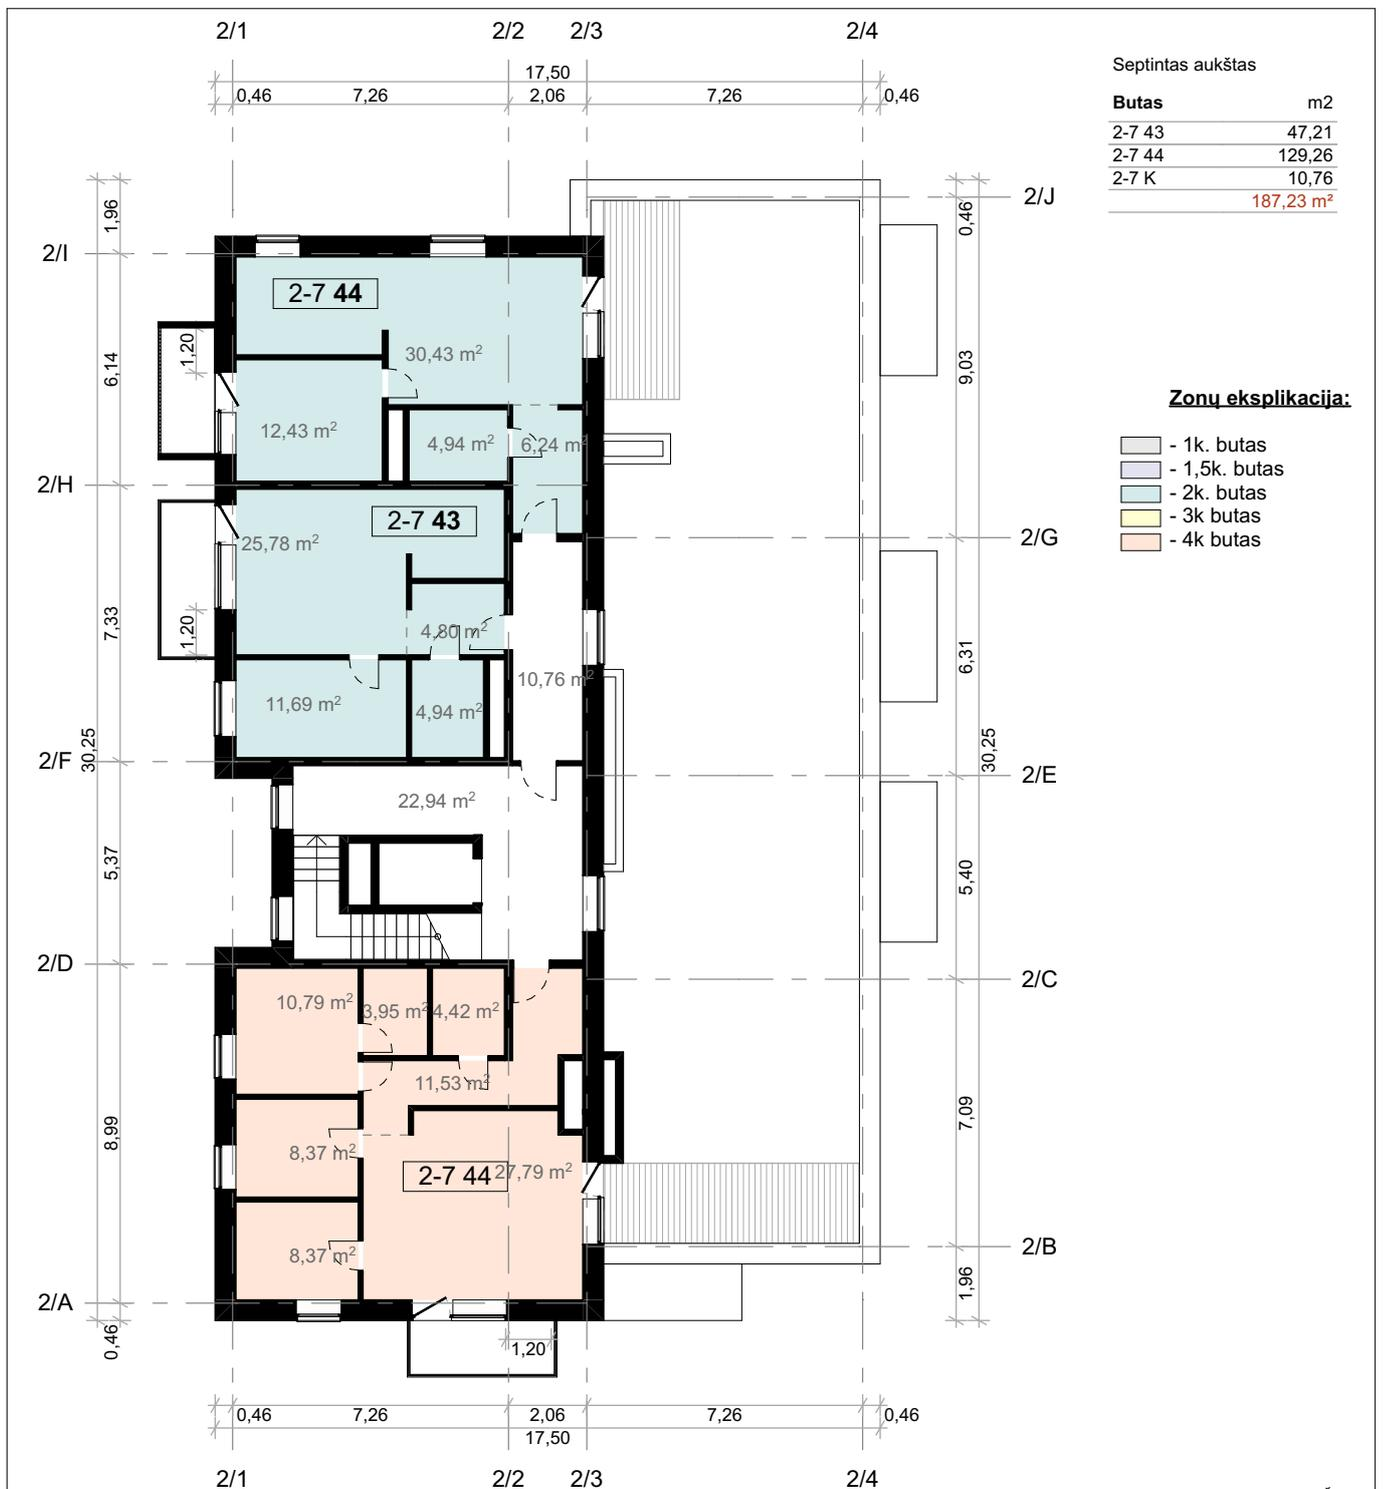 2/1 2/2 2/3 2/4
17,50
0,46 7,26 2,06 7,26 0,46
Septintas aukštas
Butas m2
2-7 43 47,21
2-7 44 129,26
2-7 K 10,76
187,23 m²
Zonų eksplikacija:
- 1k. butas
- 1,5k. butas
- 2k. butas
- 3k butas
- 4k butas
2/J
0,46
1,96
2/I
2-7 44
30,43 m²
1,20
6,14
9,03
12,43 m²
4,94 m²
6,24 m²
2/H
2-7 43
25,78 m²
2/G
7,33
1,20
4,80 m²
6,31
10,76 m²
11,69 m²
4,94 m²
30,25
30,25
2/F
2/E
22,94 m²
5,37
5,40
2/D
2/C
10,79 m²
3,95 m²
4,42 m²
11,53 m²
8,99
7,09
8,37 m²
2-7 44
27,79 m²
8,37 m²
2/B
1,96
2/A
0,46
1,20
0,46 7,26 2,06 7,26 0,46
17,50
2/1 2/2 2/3 2/4